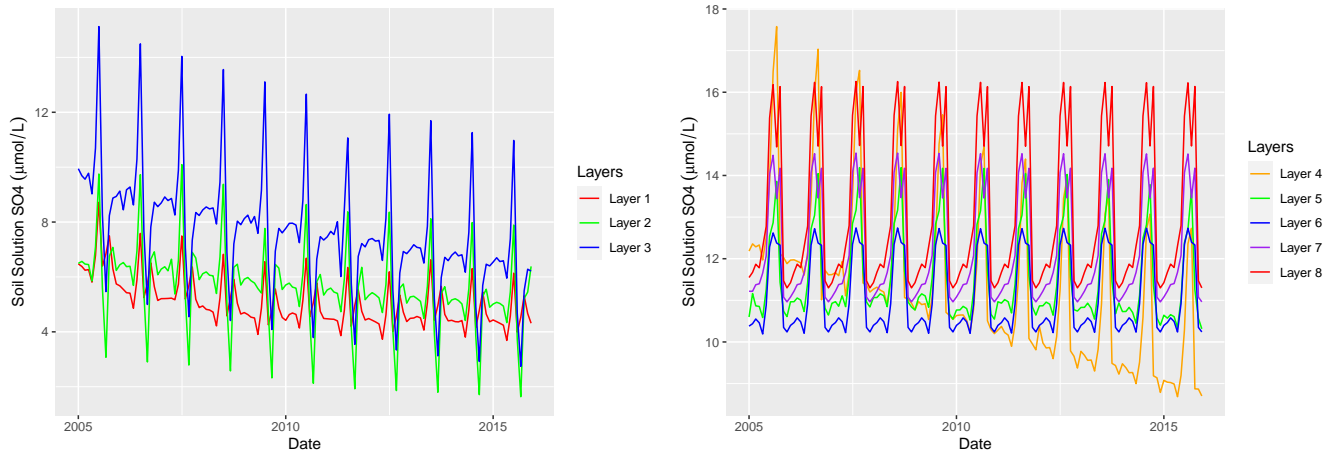 Soil Solution SO4 (µmol/L)
12
8
4
2005
2010
2015
Date
Layers
Layer 1
Layer 2
Layer 3
Soil Solution SO4 (µmol/L)
18
16
14
12
10
2005
2010
2015
Date
Layers
Layer 4
Layer 5
Layer 6
Layer 7
Layer 8